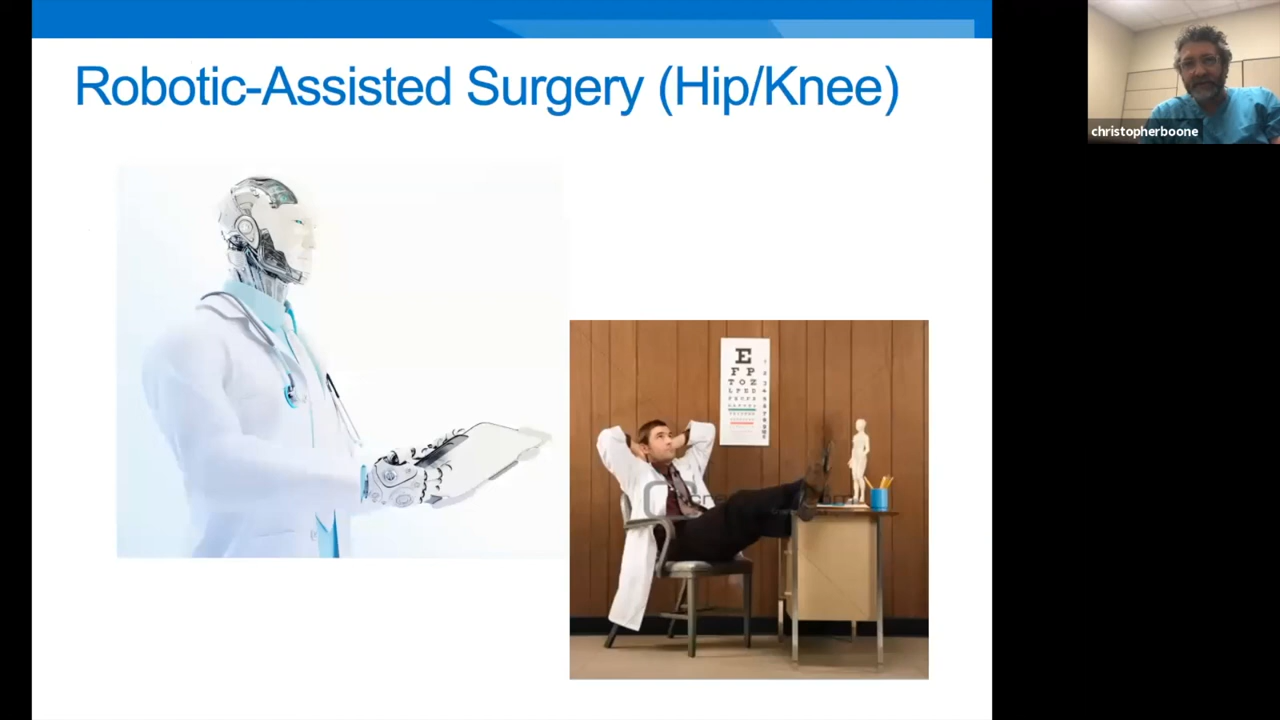 Robotic-Assisted Surgery (Hip/Knee)
christopherboone
E
F P
T O Z
L P E D